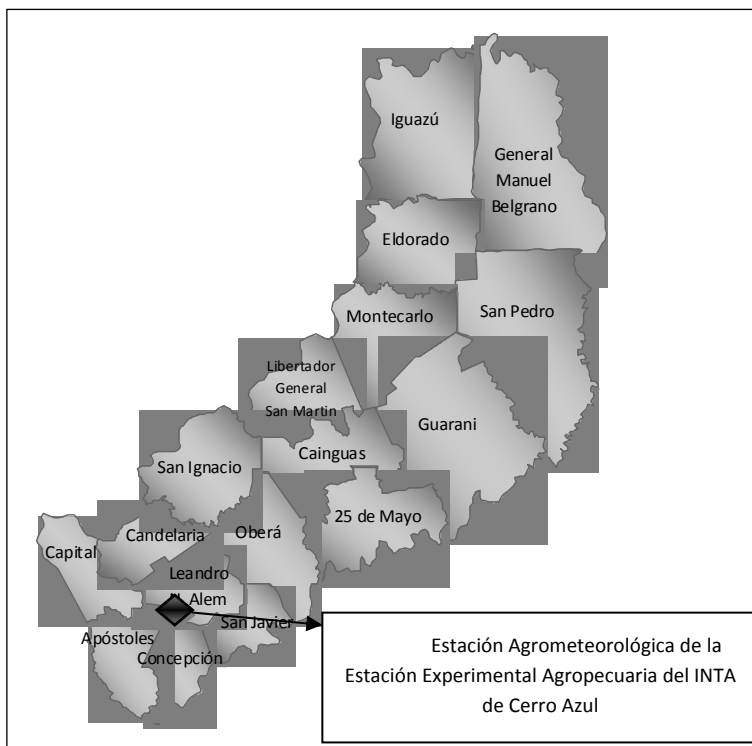 Iguazú
General
Manuel
Belgrano
Eldorado
San Pedro
Montecarlo
Libertador
General
San Martin
Guarani
Cainguas
San Ignacio
25 de Mayo
Candelaria
Oberá
Capital
Leandro
Alem
San Javier
Apóstoles
Concepción
Estación Agrometeorológica de la
Estación Experimental Agropecuaria del INTA
de Cerro Azul